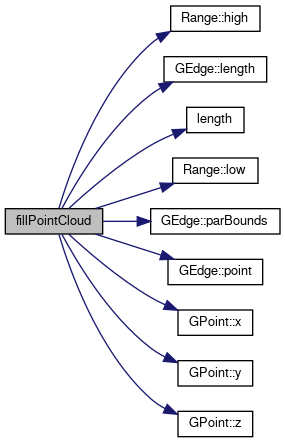 Range::high
GEdge::length
length
Range::low
fillPointCloud
GEdge::parBounds
GEdge::point
GPoint::x
GPoint::y
GPoint::z